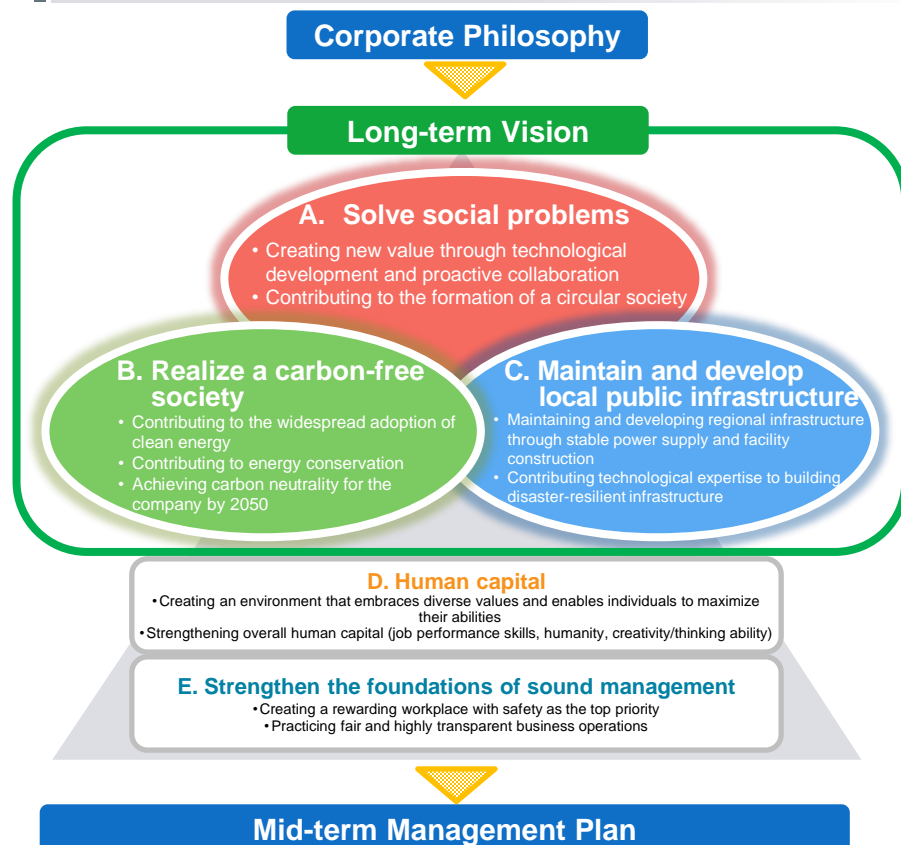 Corporate Philosophy
Long-term Vision
A. Solve social problems
• Creating new value through technological
development and proactive collaboration
• Contributing to the formation of a circular society
B. Realize a carbon-free
society
• Contributing to the widespread adoption of
clean energy
• Contributing to energy conservation
• Achieving carbon neutrality for the
company by 2050
C. Maintain and develop
local public infrastructure
• Maintaining and developing regional infrastructure
through stable power supply and facility
construction
• Contributing technological expertise to building
disaster-resilient infrastructure
D. Human capital
•Creating an environment that embraces diverse values and enables individuals to maximize
their abilities
•Strengthening overall human capital (job performance skills, humanity, creativity/thinking ability)
E. Strengthen the foundations of sound management
•Creating a rewarding workplace with safety as the top priority
•Practicing fair and highly transparent business operations
Mid-term Management Plan